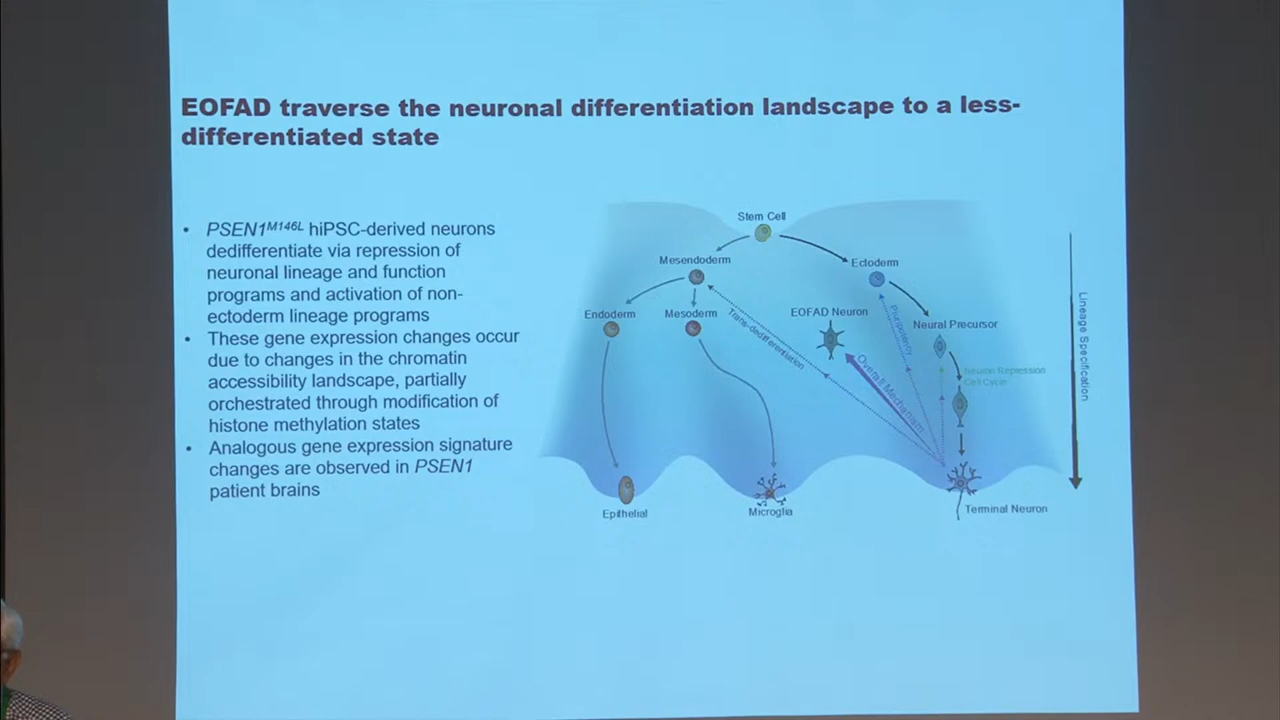 EOFAD traverse the neuronal differentiation landscape to a less-
differentiated state
• PSEN1M146L hiPSC-derived neurons
dedifferentiate via repression of
neuronal lineage and function
programs and activation of non-
ectoderm lineage programs
• These gene expression changes occur
due to changes in the chromatin
accessibility landscape, partially
orchestrated through modification of
histone methylation states
• Analogous gene expression signature
changes are observed in PSEN1
patient brains
Stem Cell
Mesendoderm
Ectoderm
Endoderm
Mesoderm
EOFAD Neuron
Neural Precursor
Trans-dedifferentiation
Pluripotency
Overall Mechanism
Neuron Repression
Cell Cycle
Lineage Specification
Epithelial
Microglia
Terminal Neuron